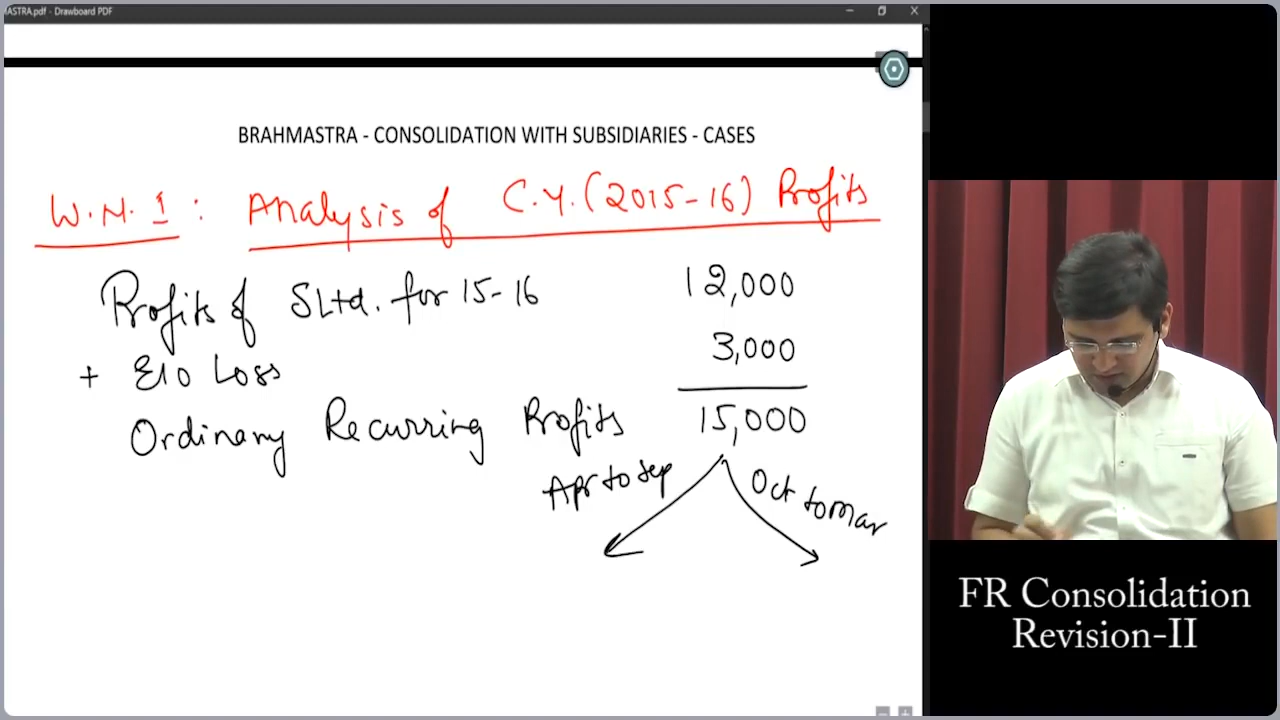 ASTRA.pdf - Drawboard PDF
BRAHMASTRA - CONSOLIDATION WITH SUBSIDIARIES - CASES
W.N.1: Analysis of C.Y.(2015-16) Profits
Profits of SLtd. for 15-16 12,000
+ E/O Loss 3,000
Ordinary Recurring Profits 15,000
Apr to Sep Oct to Mar
FR Consolidation
Revision-II